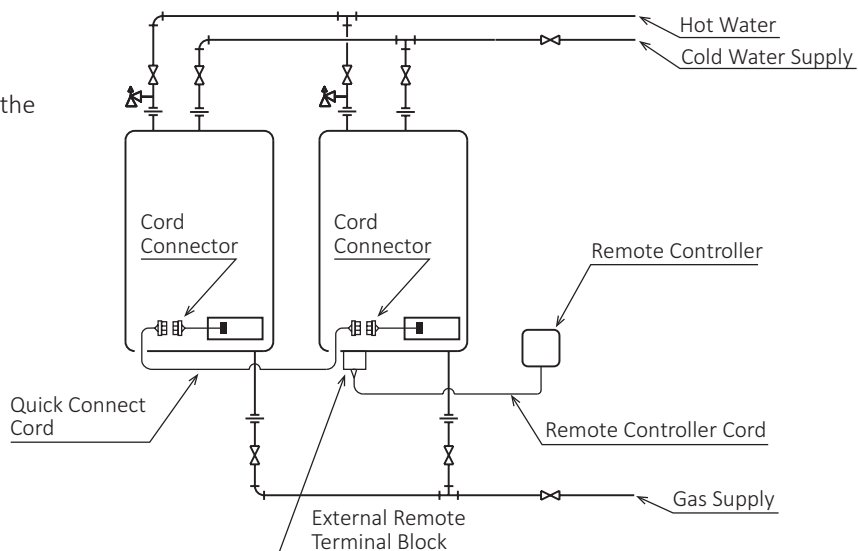 Hot Water
Cold Water Supply
the
Cord
Connector
Cord
Connector
Remote Controller
Quick Connect
Cord
Remote Controller Cord
Gas Supply
External Remote
Terminal Block